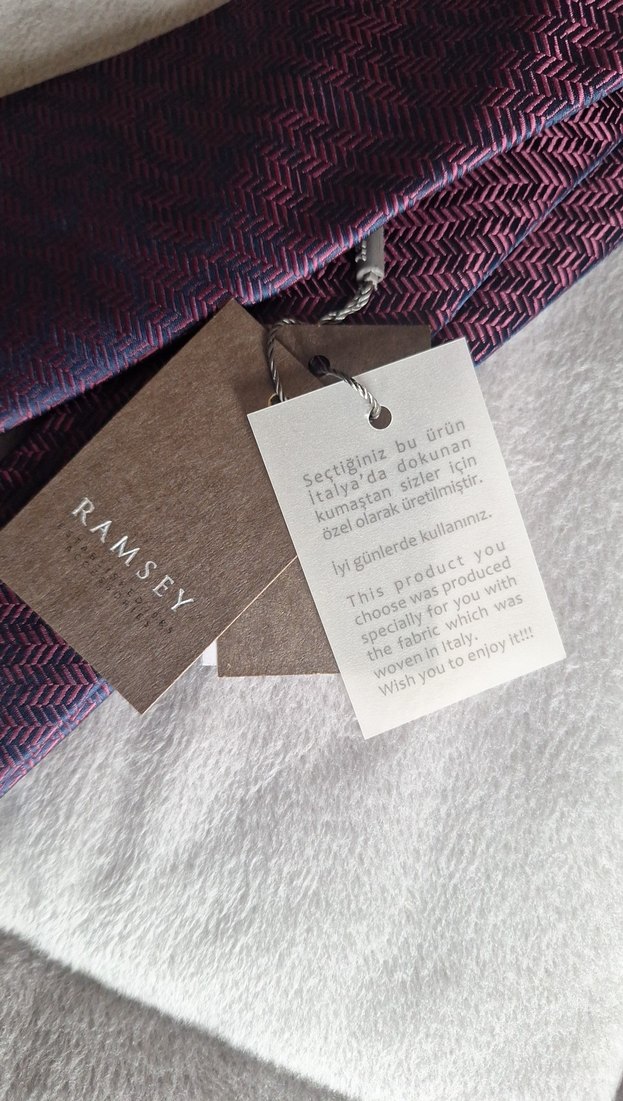 RAMSEY
Seçtiğiniz bu ürün
İtalya'da dokunan
kumaştan sizler için
özel olarak üretilmiştir.
İyi günlerde kullanınız.
This product you
choose was produced
specially for you with
the fabric which was
woven in Italy.
Wish you to enjoy it!!!